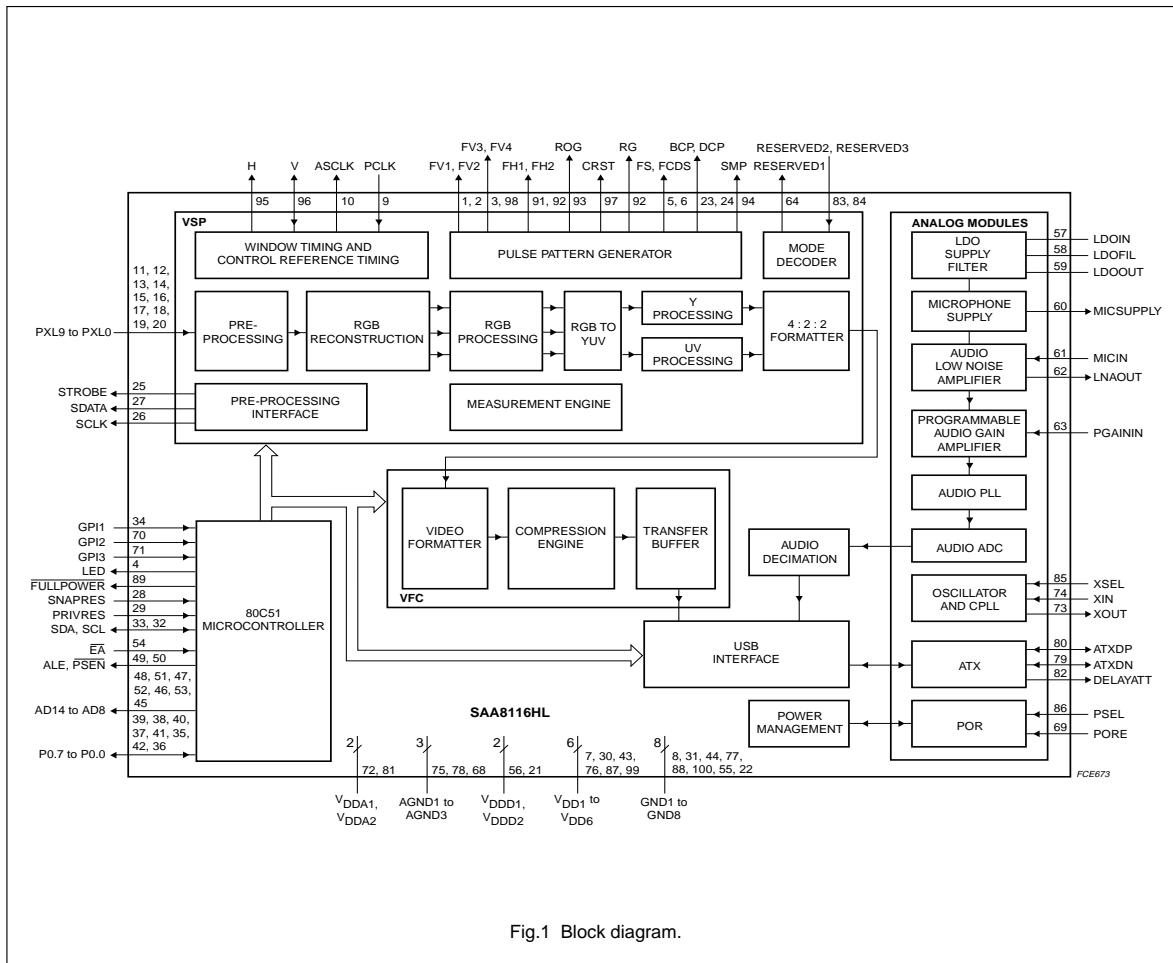 FV3, FV4
ROG
RG
BCP, DCP
RESERVED2, RESERVED3
H
V
ASCLK
PCLK
FV1, FV2
FH1, FH2
CRST
FS, FCDS
SMP
RESERVED1
95
96
10
9
1, 2
3, 98
91, 92
93
97
92
5, 6
23, 24
94
64
83, 84
VSP
WINDOW TIMING AND
CONTROL REFERENCE TIMING
PULSE PATTERN GENERATOR
MODE
DECODER
11, 12,
13, 14,
15, 16,
17, 18,
19, 20
PXL9 to PXL0
PRE-
PROCESSING
RGB
RECONSTRUCTION
RGB
PROCESSING
RGB TO
YUV
Y
PROCESSING
UV PROCESSING
4 : 2 : 2
FORMATTER
STROBE
25
SDATA
27
SCLK
26
PRE-PROCESSING
INTERFACE
MEASUREMENT ENGINE
ANALOG MODULES
LDO
SUPPLY
FILTER
57
LDOIN
58
LDOFIL
59
LDOOUT
MICROPHONE
SUPPLY
60
MICSUPPLY
AUDIO
LOW NOISE
AMPLIFIER
61
MICIN
62
LNAOUT
PROGRAMMABLE
AUDIO GAIN
AMPLIFIER
63
PGAININ
AUDIO PLL
AUDIO ADC
OSCILLATOR
AND CPLL
85
XSEL
74
XIN
73
XOUT
ATX
80
ATXDP
79
ATXDN
82
DELAYATT
POR
86
PSEL
69
PORE
GPI1
34
GPI2
70
GPI3
71
LED
4
FULLPOWER
89
SNAPRES
28
PRIVRES
29
SDA, SCL
33, 32
EA
54
ALE, PSEN
49, 50
48, 51, 47,
52, 46, 53,
45
AD14 to AD8
39, 38, 40,
37, 41, 35,
42, 36
P0.7 to P0.0
80C51
MICROCONTROLLER
VIDEO
FORMATTER
COMPRESSION
ENGINE
TRANSFER
BUFFER
VFC
AUDIO
DECIMATION
USB
INTERFACE
POWER
MANAGEMENT
SAA8116HL
2
3
2
6
8
72, 81
75, 78, 68
56, 21
7, 30, 43,
76, 87, 99
8, 31, 44, 77,
88, 100, 55, 22
VDDA1,
VDDA2
AGND1 to
AGND3
VDDD1,
VDDD2
VDD1 to
VDD6
GND1 to
GND8
FCE673
Fig.1 Block diagram.